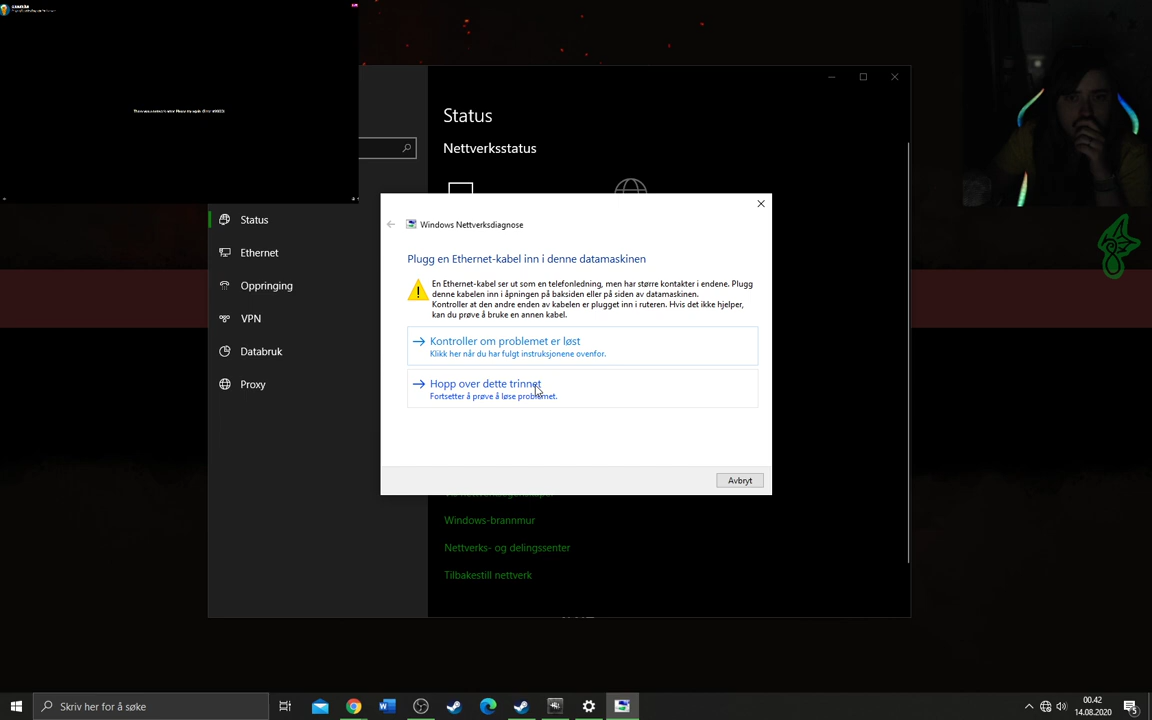 Status
Nettverksstatus
Windows Nettverksdiagnose
Status
Plugg en Ethernet-kabel inn i denne datamaskinen
Ethernet
En Ethernet-kabel ser ut som en telefonledning, men har større kontakter i endene. Plugg
denne kabelen inn i åpningen på baksiden eller på siden av datamaskinen.
Kontroller at den andre enden av kabelen er plugget inn i ruteren. Hvis det ikke hjelper,
kan du prøve å bruke en annen kabel.
Oppringing
VPN
Kontroller om problemet er løst
Klikk her når du har fulgt instruksjonene ovenfor.
Databruk
Hopp over dette trinnet
Fortsetter å prøve å løse problemet.
Proxy
Avbryt
Windows-brannmur
Nettverks- og delingssenter
Tilbakestill nettverk
Skriv her for å søke
00.42
14.08.2020
5